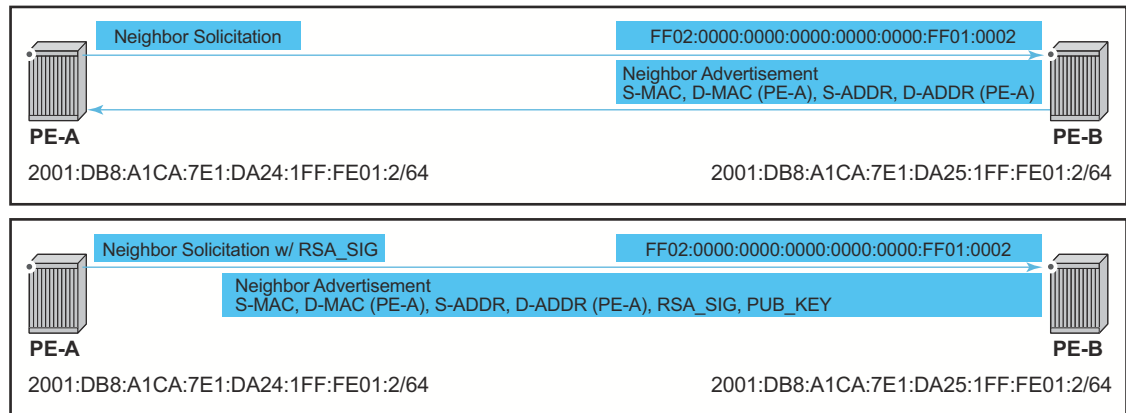 Neighbor Solicitation
FF02:0000:0000:0000:0000:0000:FF01:0002
Neighbor Advertisement
S-MAC, D-MAC (PE-A), S-ADDR, D-ADDR (PE-A)
PE-A
PE-B
2001:DB8:A1CA:7E1:DA24:1FF:FE01:2/64
2001:DB8:A1CA:7E1:DA25:1FF:FE01:2/64
Neighbor Solicitation w/ RSA_SIG
FF02:0000:0000:0000:0000:0000:FF01:0002
Neighbor Advertisement
S-MAC, D-MAC (PE-A), S-ADDR, D-ADDR (PE-A), RSA_SIG, PUB_KEY
PE-A
PE-B
2001:DB8:A1CA:7E1:DA24:1FF:FE01:2/64
2001:DB8:A1CA:7E1:DA25:1FF:FE01:2/64